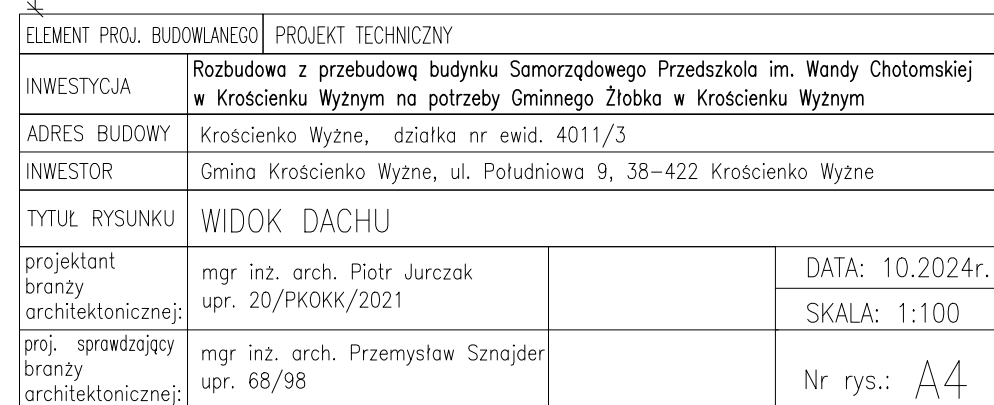 ELEMENT PROJ. BUDOWLANEGO PROJEKT TECHNICZNY
INWESTYCJA
Rozbudowa z przebudową budynku Samorządowego Przedszkola im. Wandy Chotomskiej
w Krościenku Wyżnym na potrzeby Gminnego Żłobka w Krościenku Wyżnym
ADRES BUDOWY Krościenko Wyżne, działka nr ewid. 4011/3
INWESTOR Gmina Krościenko Wyżne, ul. Południowa 9, 38-422 Krościenko Wyżne
TYTUŁ RYSUNKU WIDOK DACHU
projektant
branży
architektonicznej:
mgr inż. arch. Piotr Jurczak
upr. 20/PKOKK/2021
DATA: 10.2024r.
SKALA: 1:100
proj. sprawdzający
branży
architektonicznej:
mgr inż. arch. Przemysław Sznajder
upr. 68/98
Nr rys.: A4